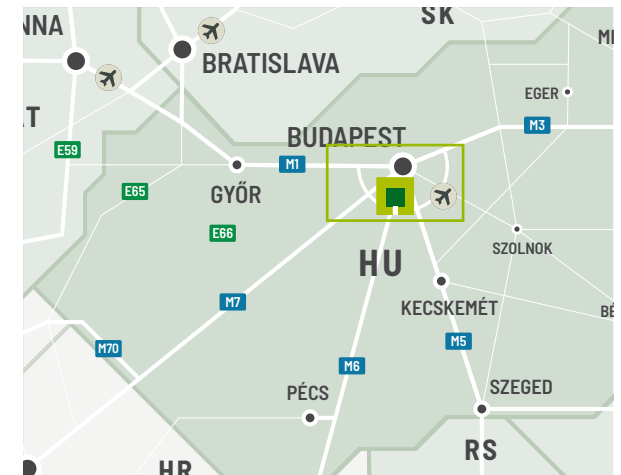 SK
NNA
MI
BRATISLAVA
EGER
AT
M3
BUDAPEST
E59
M1
E65
GYŐR
E66
SZOLNOK
HU
M7
KECSKEMÉT
BÉ
M5
M70
M6
PÉCS
SZEGED
RS
HR